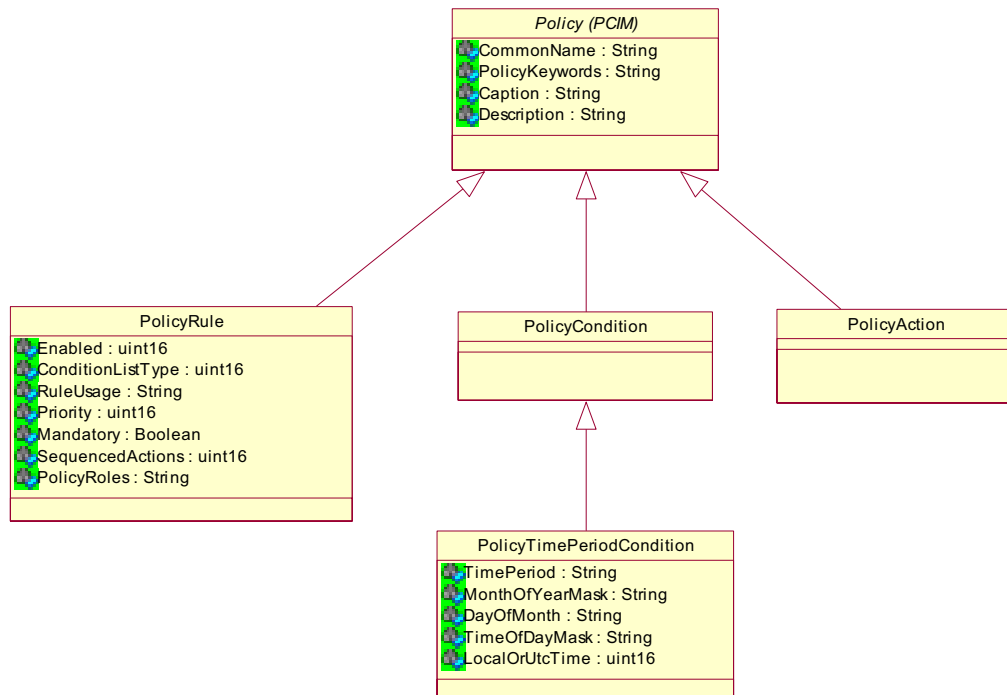 Policy (PCIM)
CommonName : String
PolicyKeywords : String
Caption : String
Description : String
PolicyRule
Enabled : uint16
ConditionListType : uint16
RuleUsage : String
Priority : uint16
Mandatory : Boolean
SequencedActions : uint16
PolicyRoles : String
PolicyCondition
PolicyAction
PolicyTimePeriodCondition
TimePeriod : String
MonthOfYearMask : String
DayOfMonth : String
TimeOfDayMask : String
LocalOrUtcTime : uint16